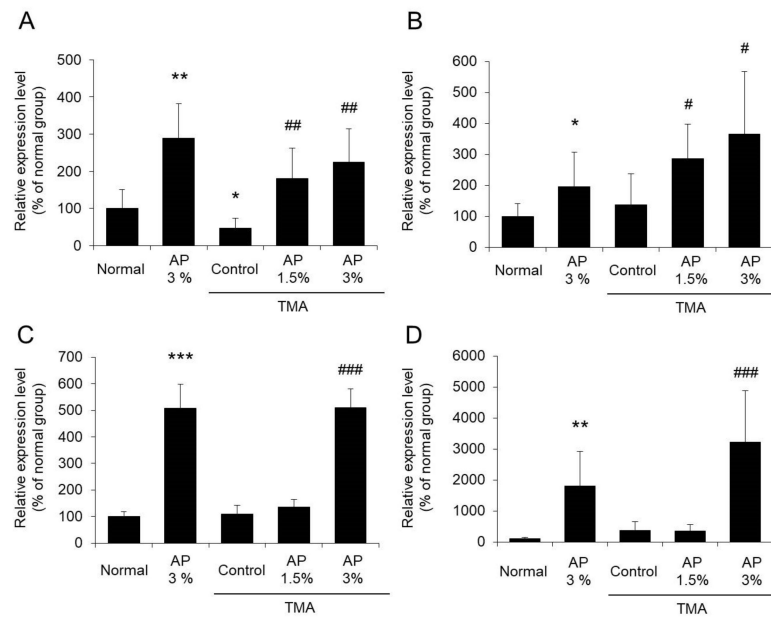 A
Relative expression level
(% of normal group)
500
400
300
200
100
0
**
*
##
##
Normal
AP
3 %
Control
AP
1.5%
AP
3%
TMA
B
Relative expression level
(% of normal group)
600
500
400
300
200
100
0
*
#
#
Normal
AP
3 %
Control
AP
1.5%
AP
3%
TMA
C
Relative expression level
(% of normal group)
700
600
500
400
300
200
100
0
***
###
Normal
AP
3 %
Control
AP
1.5%
AP
3%
TMA
D
Relative expression level
(% of normal group)
6000
5000
4000
3000
2000
1000
0
**
###
Normal
AP
3 %
Control
AP
1.5%
AP
3%
TMA